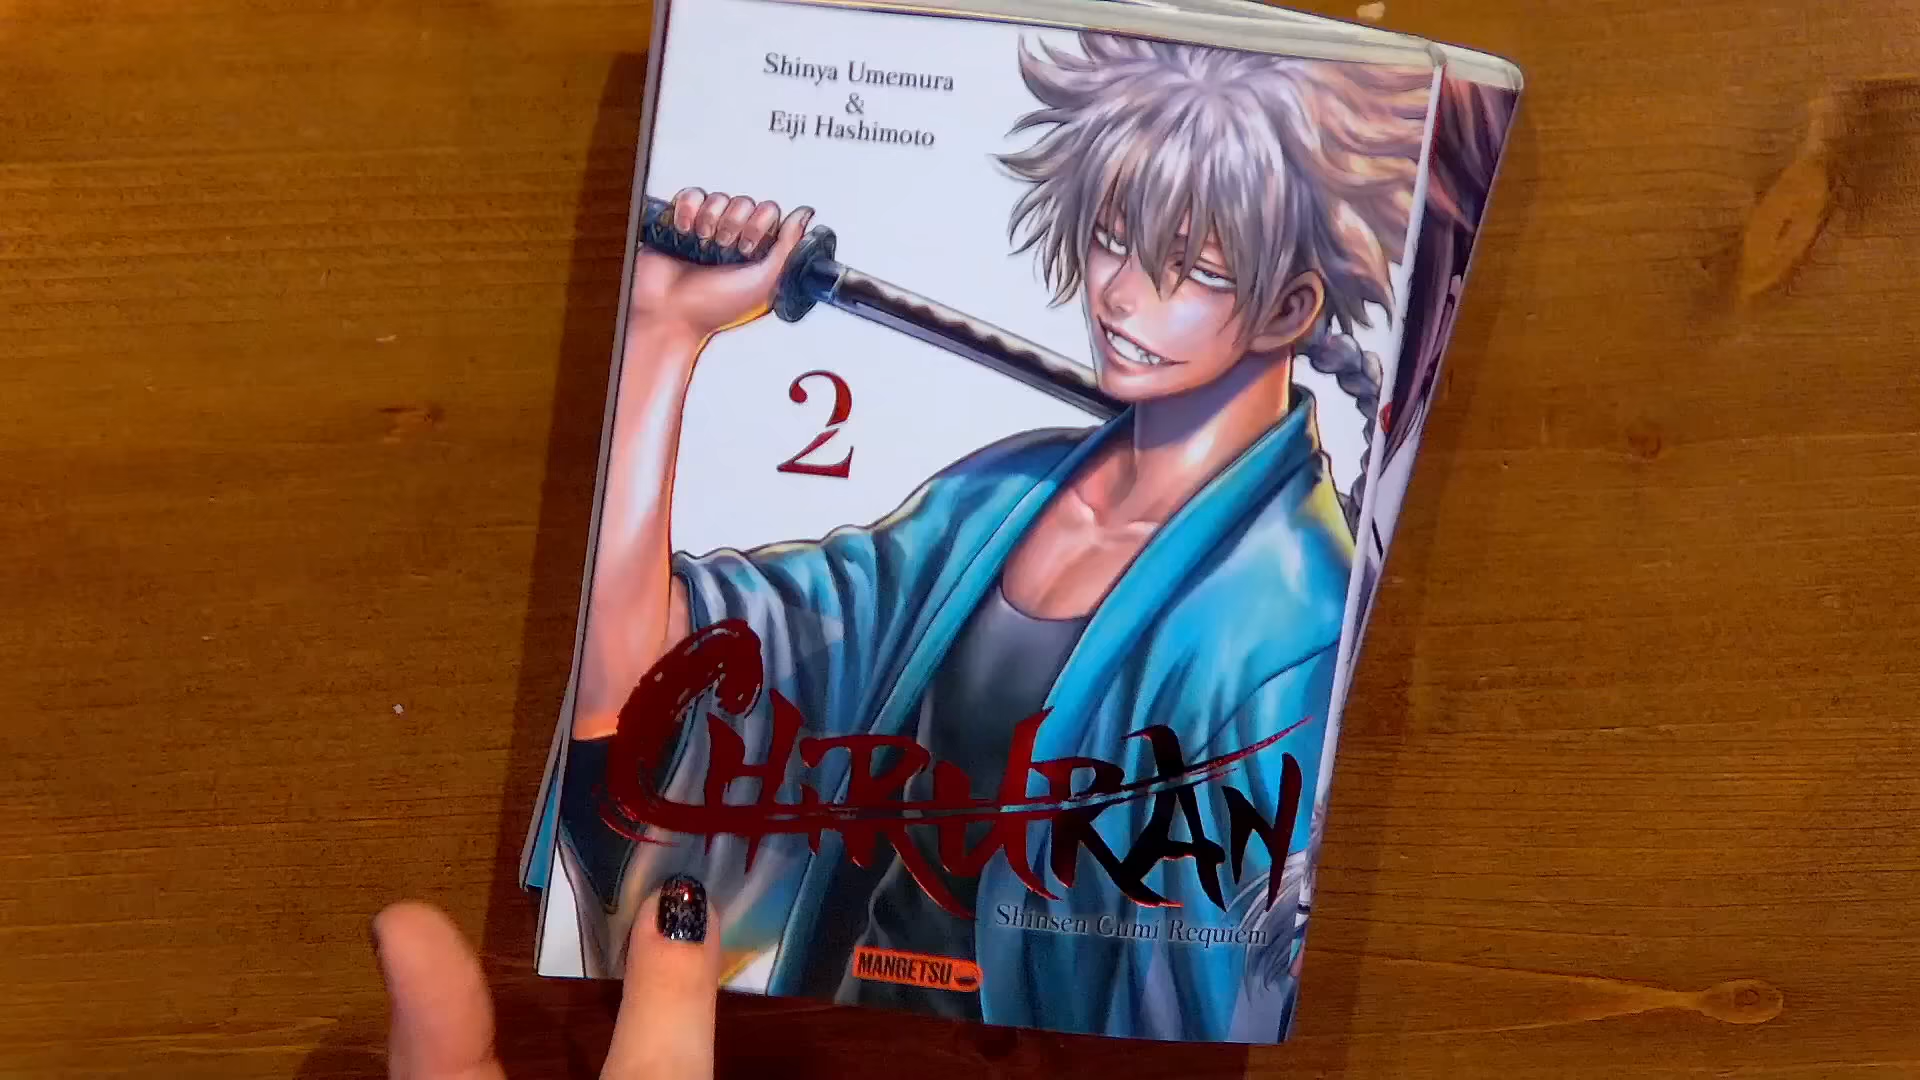 Shinya Umemura
&
Eiji Hashimoto
2
CHiRURAN
Shinsen Gumi Requiem
MANGETSU